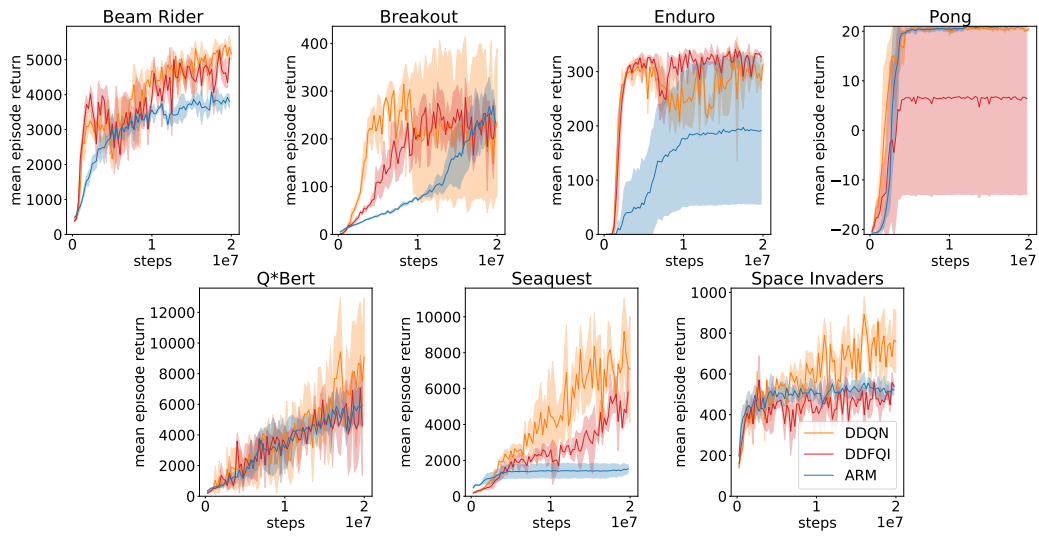 Beam Rider
Breakout
Enduro
Pong
mean episode return
0
1000
2000
3000
4000
5000
0 1 2
steps
1e7
mean episode return
0
100
200
300
400
0 1 2
steps
1e7
mean episode return
0
100
200
300
0 1 2
steps
1e7
mean episode return
−20
−10
0
10
20
0 1 2
steps
1e7
Q*Bert
Seaquest
Space Invaders
mean episode return
0
2000
4000
6000
8000
10000
12000
0 1 2
steps
1e7
mean episode return
0
2000
4000
6000
8000
10000
0 1 2
steps
1e7
mean episode return
0
200
400
600
800
1000
0 1 2
steps
1e7
DDQN
DDFQI
ARM